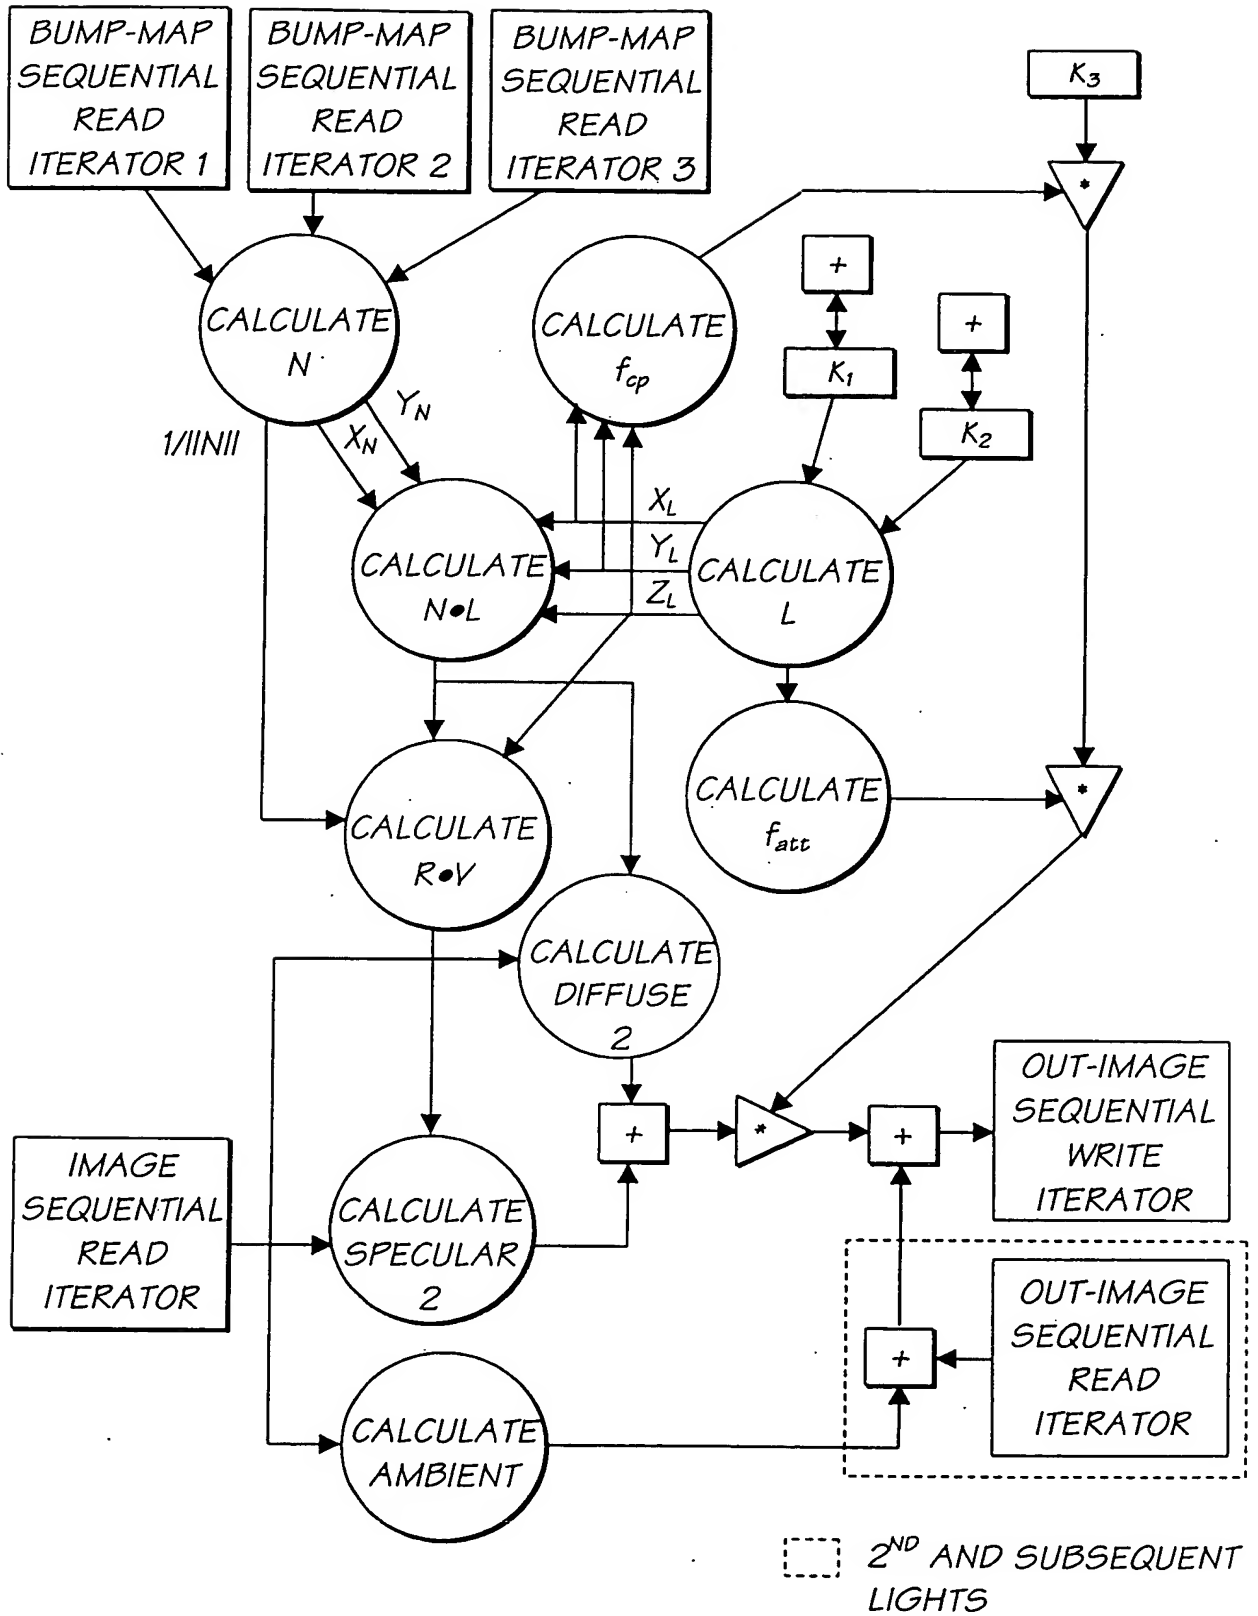 BUMP-MAP
SEQUENTIAL
READ
ITERATOR 1
BUMP-MAP
SEQUENTIAL
READ
ITERATOR 2
BUMP-MAP
SEQUENTIAL
READ
ITERATOR 3
K3
*
+
+
CALCULATE
N
CALCULATE
fcp
K1
K2
1/||N||
XN
YN
XL
YL
ZL
CALCULATE
N•L
CALCULATE
L
CALCULATE
R•V
CALCULATE
fatt
*
CALCULATE
DIFFUSE
2
+
*
+
OUT-IMAGE
SEQUENTIAL
WRITE
ITERATOR
IMAGE
SEQUENTIAL
READ
ITERATOR
CALCULATE
SPECULAR
2
+
OUT-IMAGE
SEQUENTIAL
READ
ITERATOR
CALCULATE
AMBIENT
2ND AND SUBSEQUENT
LIGHTS